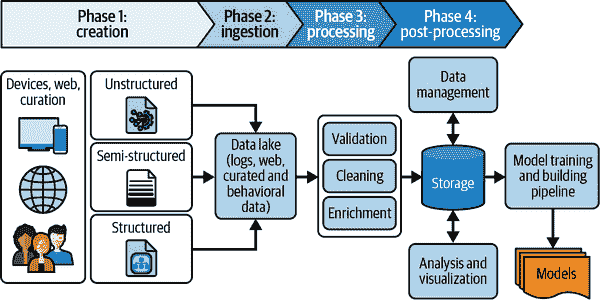 Phase 1:
creation
Phase 2:
ingestion
Phase 3:
processing
Phase 4:
post-processing
Devices, web,
curation
Unstructured
Semi-structured
Structured
Data lake
(logs, web,
curated and
behavioral
data)
Validation
Cleaning
Enrichment
Data
management
Storage
Analysis and
visualization
Model training
and building
pipeline
Models